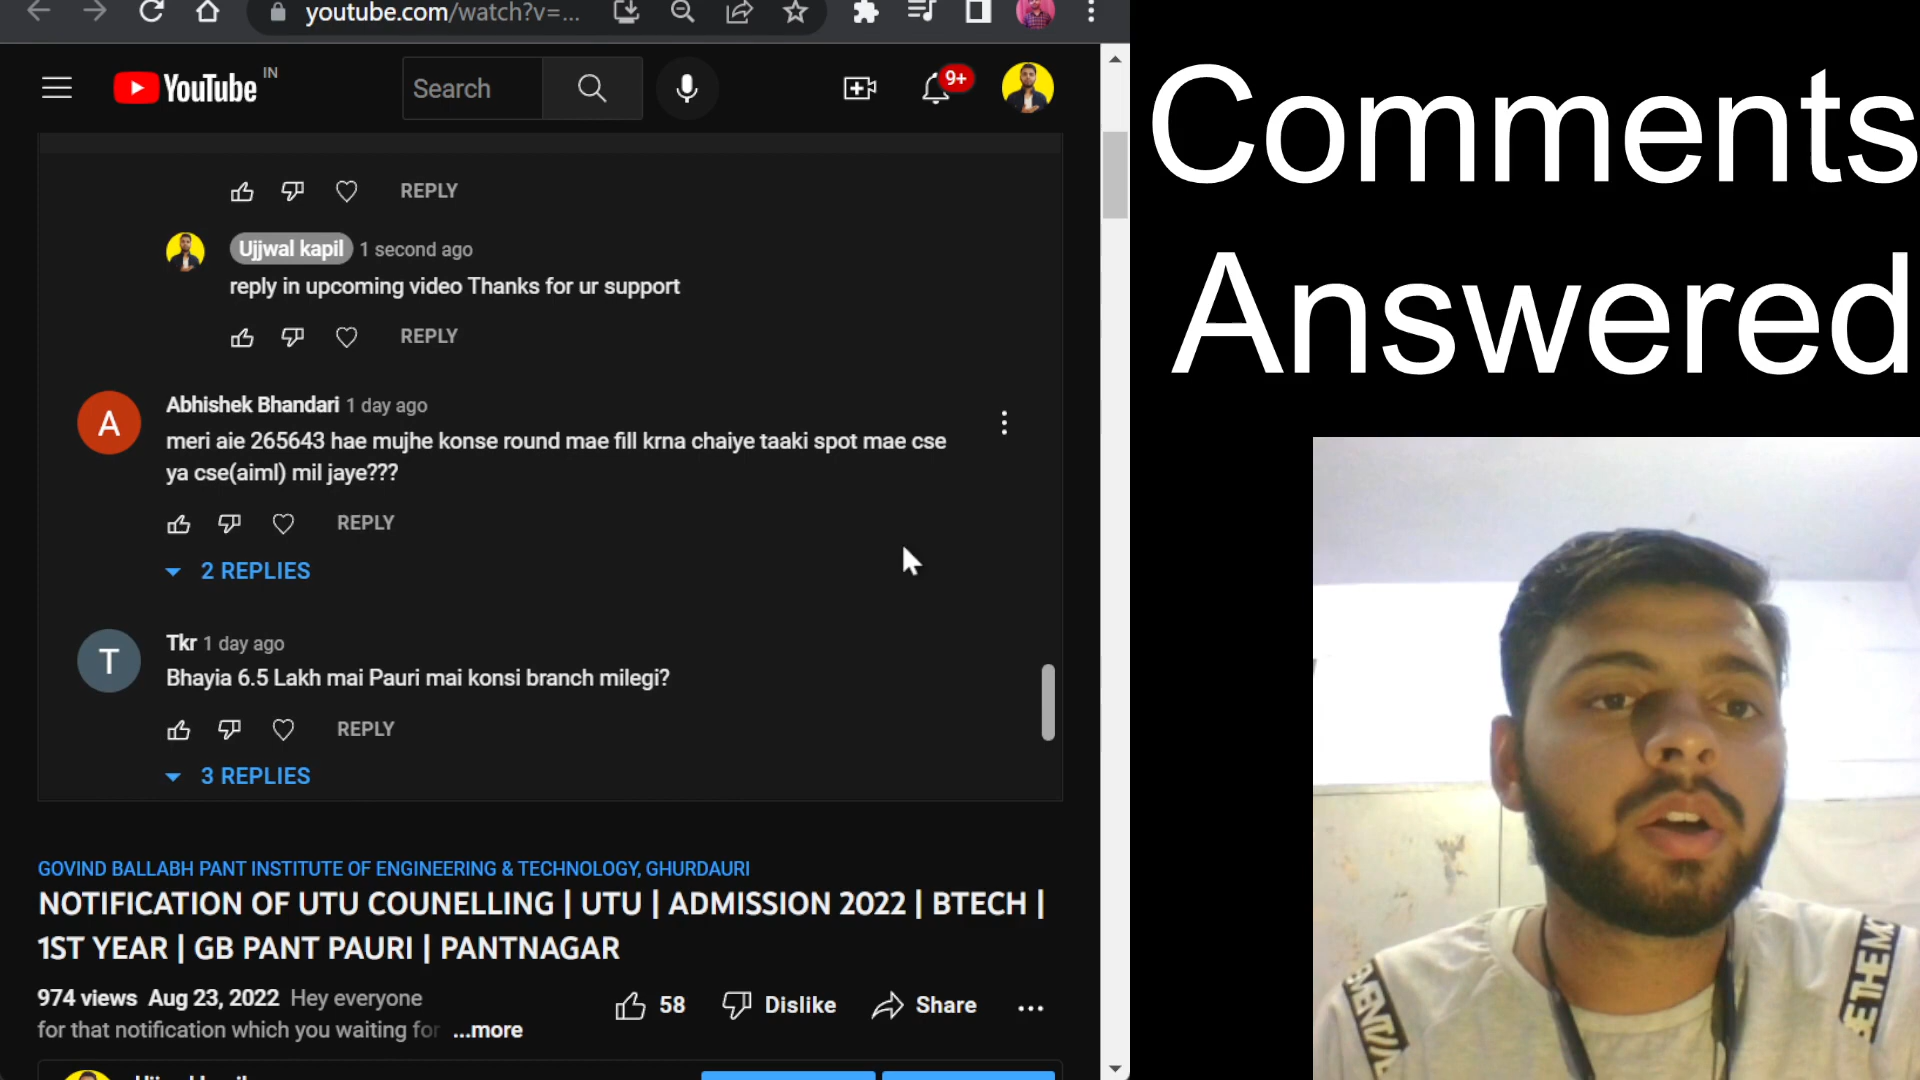 youtube.com/watch?v=...
YouTube IN
Search
9+
REPLY
Ujjwal kapil 1 second ago
reply in upcoming video Thanks for ur support
REPLY
A
Abhishek Bhandari 1 day ago
meri aie 265643 hae mujhe konse round mae fill krna chaiye taaki spot mae cse
ya cse(aiml) mil jaye???
REPLY
2 REPLIES
T
Tkr 1 day ago
Bhayia 6.5 Lakh mai Pauri mai konsi branch milegi?
REPLY
3 REPLIES
GOVIND BALLABH PANT INSTITUTE OF ENGINEERING & TECHNOLOGY, GHURDAURI
NOTIFICATION OF UTU COUNELLING | UTU | ADMISSION 2022 | BTECH |
1ST YEAR | GB PANT PAURI | PANTNAGAR
974 views Aug 23, 2022 Hey everyone
for that notification which you waiting for ...more
58 Dislike Share
Comments
Answered
BE THE MO